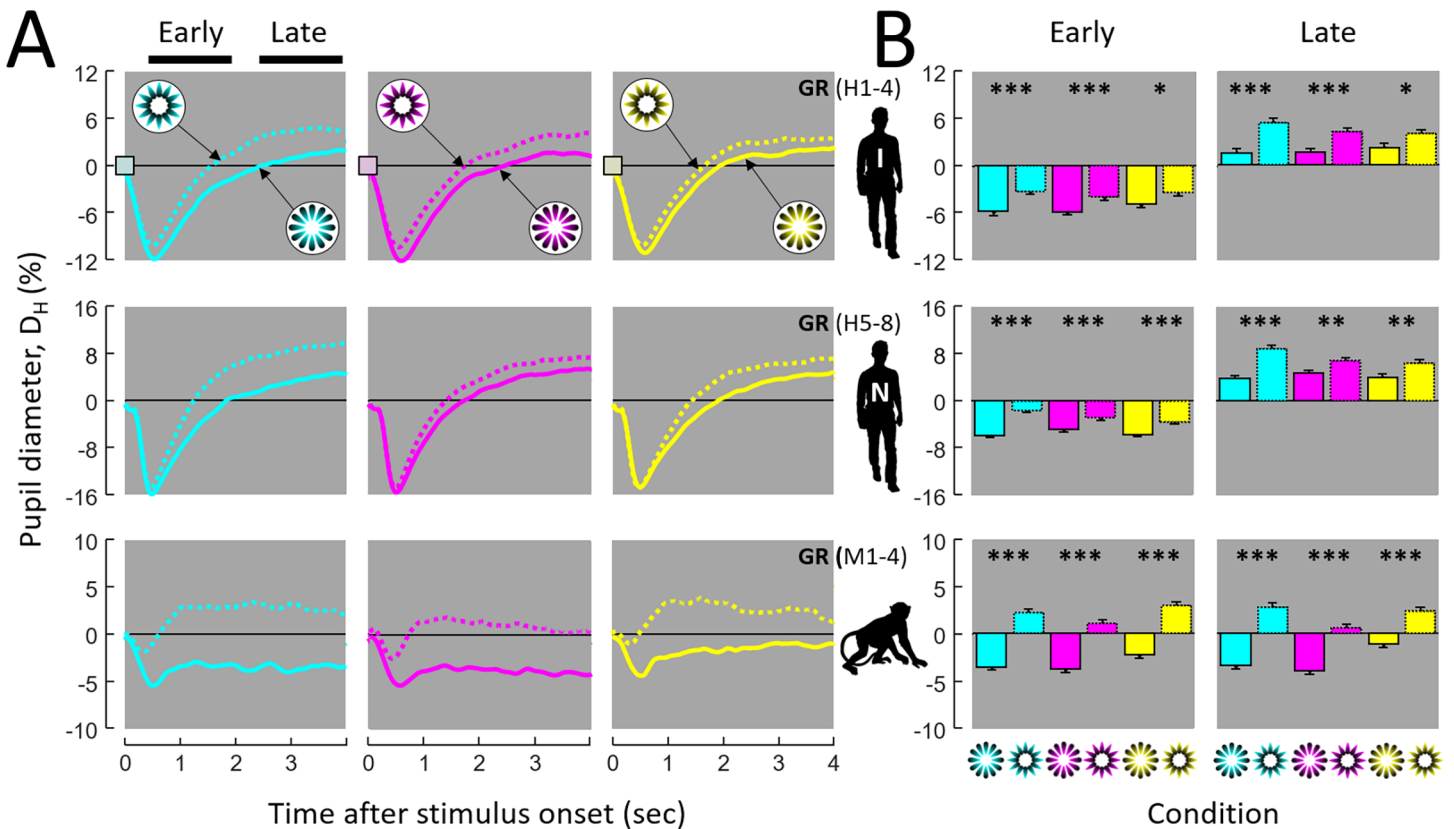 A
B
Early
Late
Early
Late
Pupil diameter, D_H (%)
12
6
0
-6
-12
GR (H1-4)
I
12
6
0
-6
-12
*** *** *
*** *** *
16
8
0
-8
-16
GR (H5-8)
N
16
8
0
-8
-16
*** *** ***
*** ** **
10
5
0
-5
-10
GR (M1-4)
10
5
0
-5
-10
*** *** ***
*** *** ***
0 1 2 3
0 1 2 3
0 1 2 3 4
Time after stimulus onset (sec)
Condition